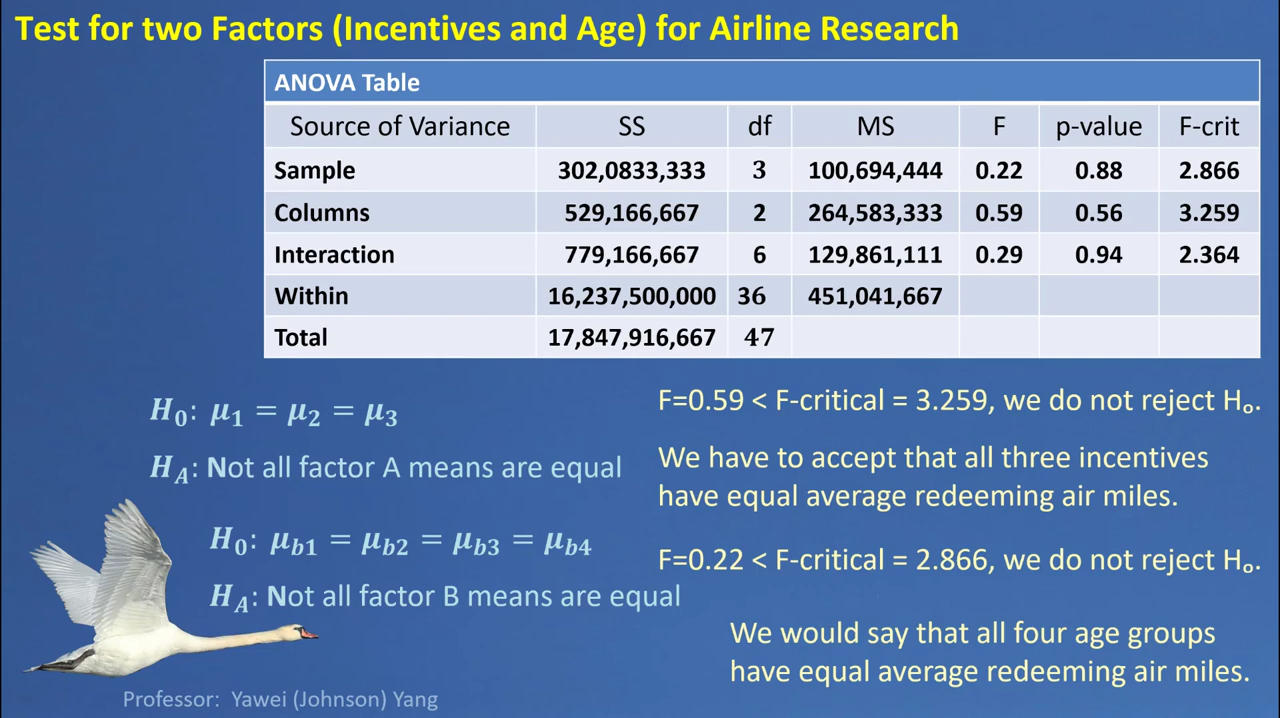 Test for two Factors (Incentives and Age) for Airline Research
ANOVA Table
Source of Variance SS df MS F p-value F-crit
Sample 302,0833,333 3 100,694,444 0.22 0.88 2.866
Columns 529,166,667 2 264,583,333 0.59 0.56 3.259
Interaction 779,166,667 6 129,861,111 0.29 0.94 2.364
Within 16,237,500,000 36 451,041,667
Total 17,847,916,667 47
H₀: μ₁ = μ₂ = μ₃
H_A: Not all factor A means are equal
H₀: μ_b1 = μ_b2 = μ_b3 = μ_b4
H_A: Not all factor B means are equal
F=0.59 < F-critical = 3.259, we do not reject Hₒ.
We have to accept that all three incentives
have equal average redeeming air miles.
F=0.22 < F-critical = 2.866, we do not reject Hₒ.
We would say that all four age groups
have equal average redeeming air miles.
Professor: Yawei (Johnson) Yang